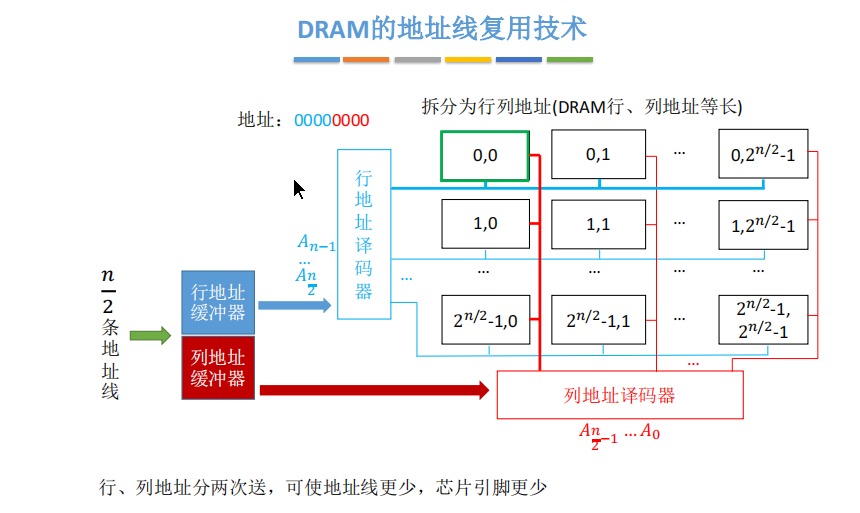 DRAM的地址线复用技术
地址：00000000
拆分为行列地址(DRAM行、列地址等长)
0,0
0,1
...
0,2^{n/2}-1
行地址译码器
1,0
1,1
...
1,2^{n/2}-1
A_{n-1}
...
A_{n/2}
...
...
...
...
...
n/2条地址线
行地址
缓冲器
2^{n/2}-1,0
2^{n/2}-1,1
...
2^{n/2}-1,
2^{n/2}-1
列地址
缓冲器
...
列地址译码器
A_{n/2-1} ... A_0
行、列地址分两次送，可使地址线更少，芯片引脚更少